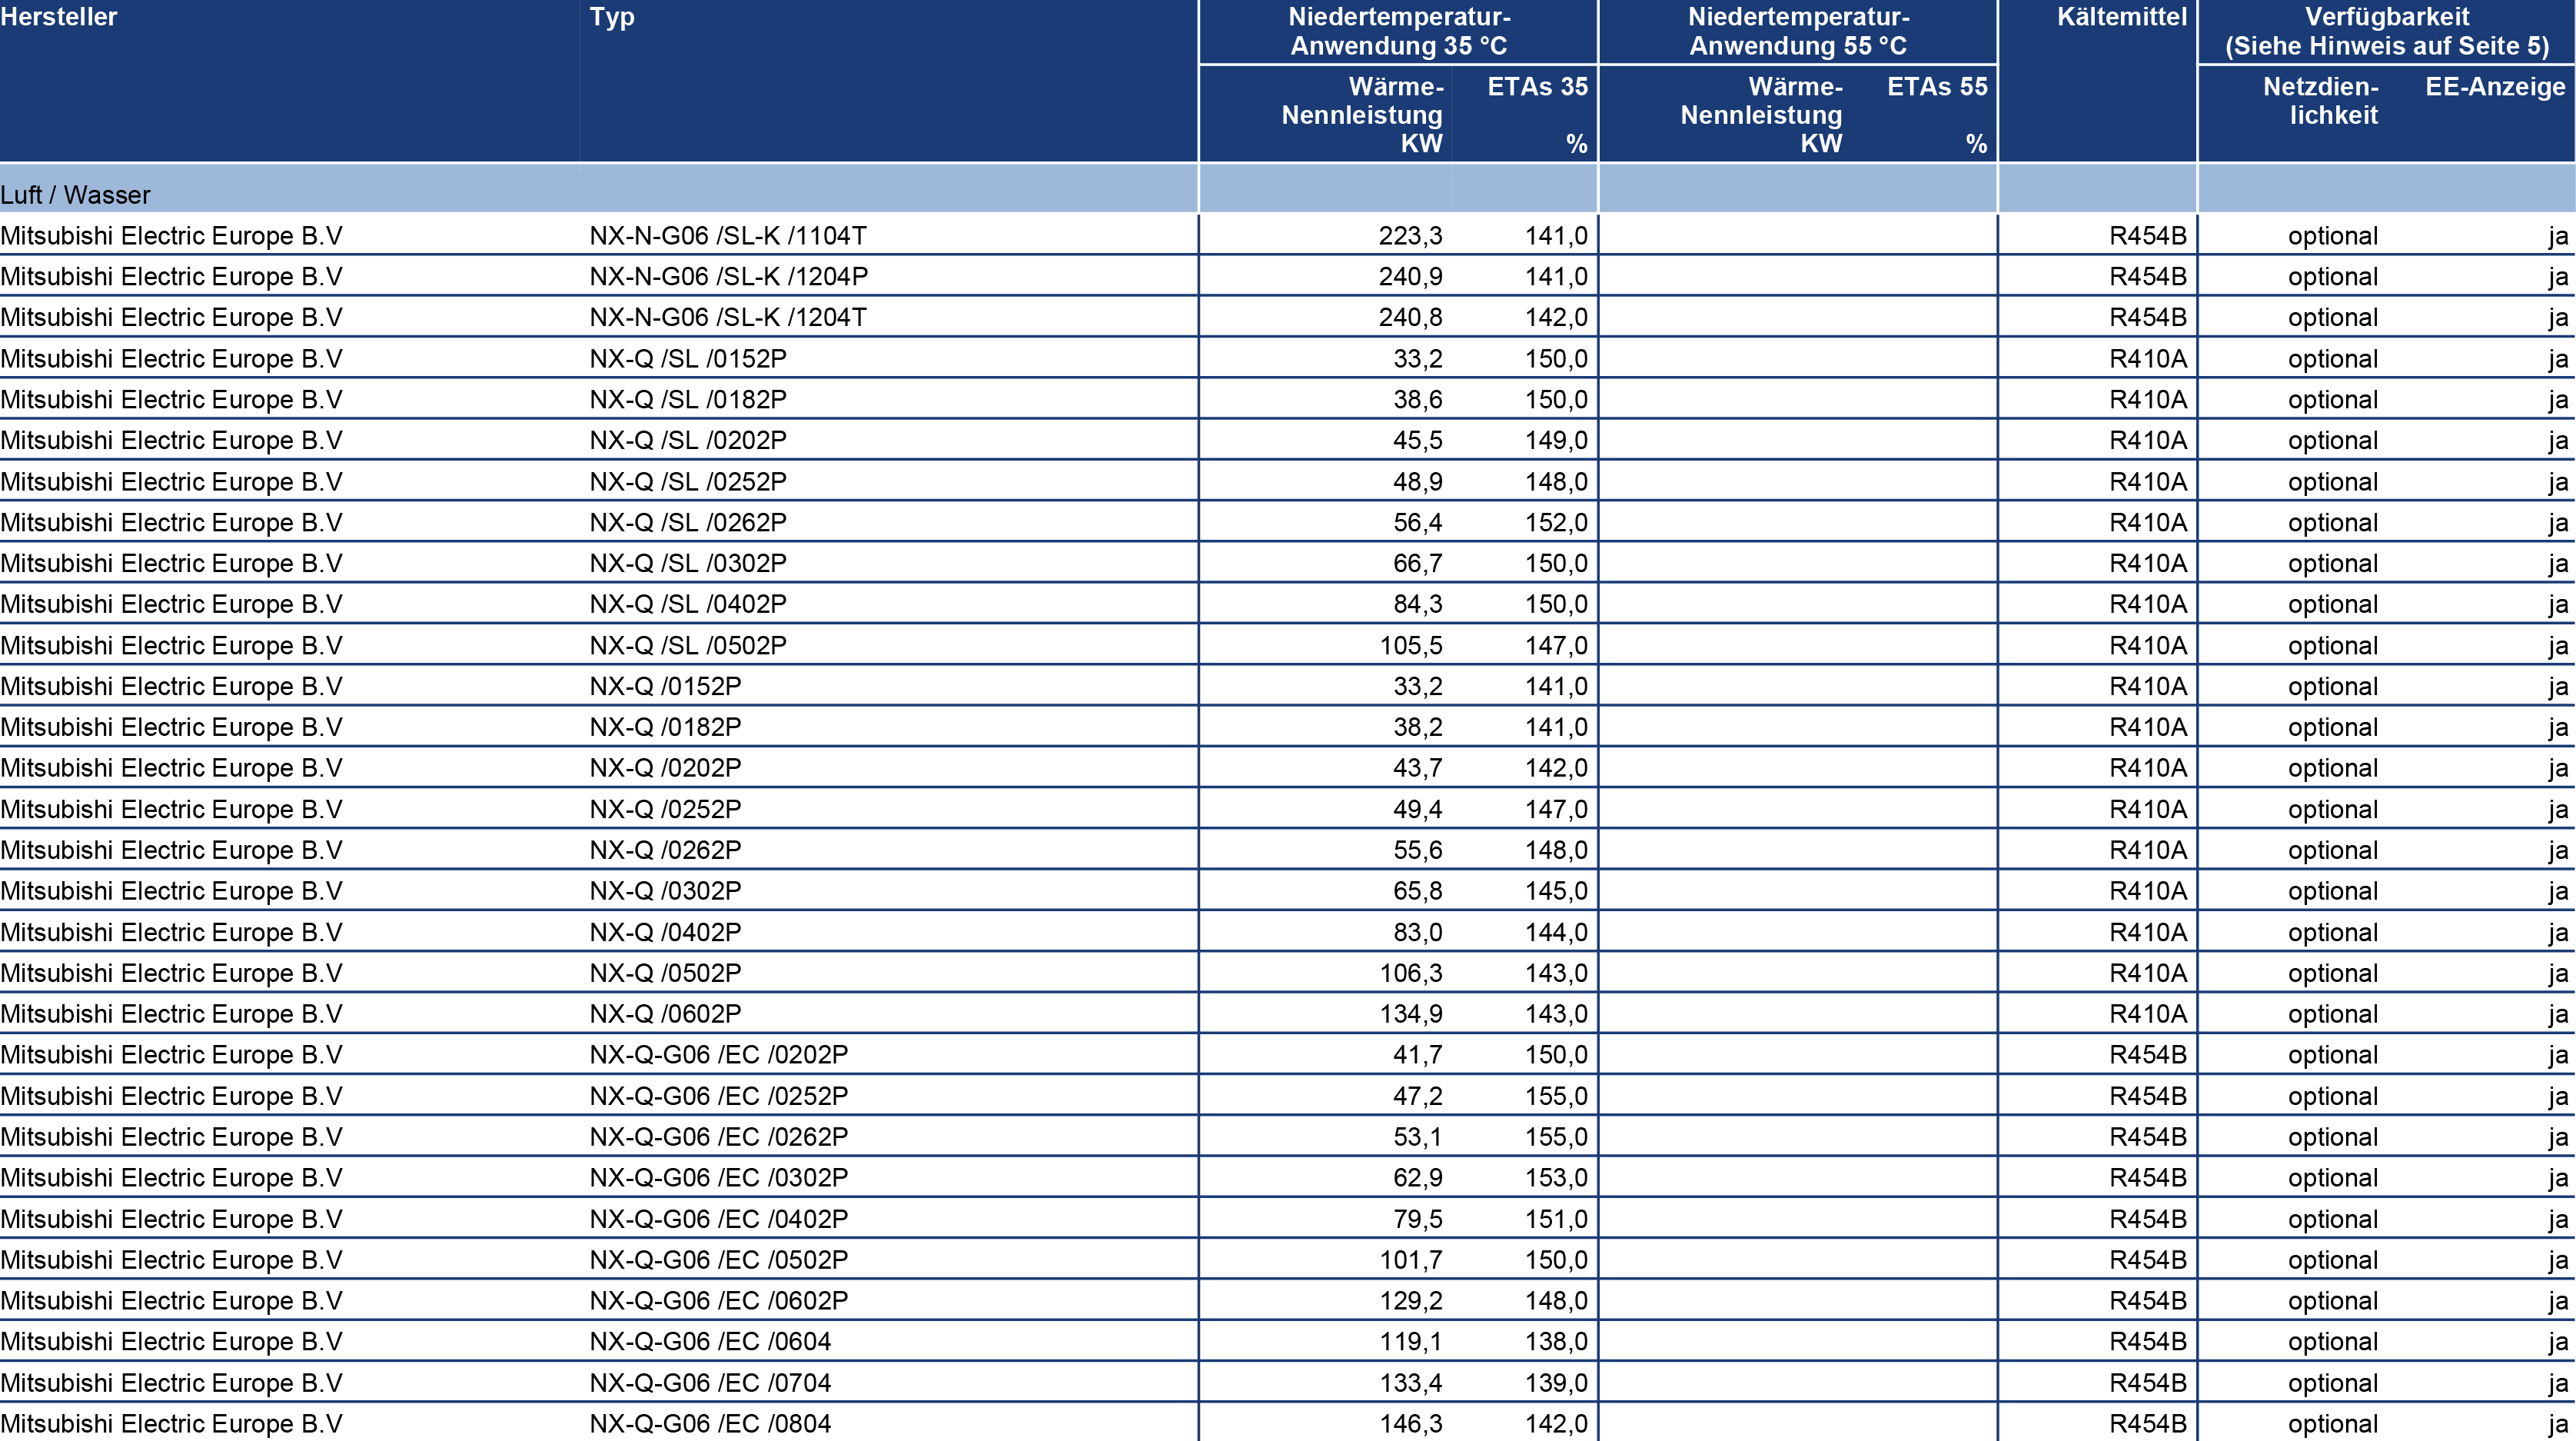 Hersteller Typ Niedertemperatur- Niedertemperatur- Kältemittel Verfügbarkeit
Anwendung 35 °C Anwendung 55 °C (Siehe Hinweis auf Seite 5)
Wärme- ETAs 35 Wärme- ETAs 55 Netzdien- EE-Anzeige
Nennleistung Nennleistung lichkeit
KW % KW %
Luft / Wasser
Mitsubishi Electric Europe B.V NX-N-G06 /SL-K /1104T 223,3 141,0 R454B optional ja
Mitsubishi Electric Europe B.V NX-N-G06 /SL-K /1204P 240,9 141,0 R454B optional ja
Mitsubishi Electric Europe B.V NX-N-G06 /SL-K /1204T 240,8 142,0 R454B optional ja
Mitsubishi Electric Europe B.V NX-Q /SL /0152P 33,2 150,0 R410A optional ja
Mitsubishi Electric Europe B.V NX-Q /SL /0182P 38,6 150,0 R410A optional ja
Mitsubishi Electric Europe B.V NX-Q /SL /0202P 45,5 149,0 R410A optional ja
Mitsubishi Electric Europe B.V NX-Q /SL /0252P 48,9 148,0 R410A optional ja
Mitsubishi Electric Europe B.V NX-Q /SL /0262P 56,4 152,0 R410A optional ja
Mitsubishi Electric Europe B.V NX-Q /SL /0302P 66,7 150,0 R410A optional ja
Mitsubishi Electric Europe B.V NX-Q /SL /0402P 84,3 150,0 R410A optional ja
Mitsubishi Electric Europe B.V NX-Q /SL /0502P 105,5 147,0 R410A optional ja
Mitsubishi Electric Europe B.V NX-Q /0152P 33,2 141,0 R410A optional ja
Mitsubishi Electric Europe B.V NX-Q /0182P 38,2 141,0 R410A optional ja
Mitsubishi Electric Europe B.V NX-Q /0202P 43,7 142,0 R410A optional ja
Mitsubishi Electric Europe B.V NX-Q /0252P 49,4 147,0 R410A optional ja
Mitsubishi Electric Europe B.V NX-Q /0262P 55,6 148,0 R410A optional ja
Mitsubishi Electric Europe B.V NX-Q /0302P 65,8 145,0 R410A optional ja
Mitsubishi Electric Europe B.V NX-Q /0402P 83,0 144,0 R410A optional ja
Mitsubishi Electric Europe B.V NX-Q /0502P 106,3 143,0 R410A optional ja
Mitsubishi Electric Europe B.V NX-Q /0602P 134,9 143,0 R410A optional ja
Mitsubishi Electric Europe B.V NX-Q-G06 /EC /0202P 41,7 150,0 R454B optional ja
Mitsubishi Electric Europe B.V NX-Q-G06 /EC /0252P 47,2 155,0 R454B optional ja
Mitsubishi Electric Europe B.V NX-Q-G06 /EC /0262P 53,1 155,0 R454B optional ja
Mitsubishi Electric Europe B.V NX-Q-G06 /EC /0302P 62,9 153,0 R454B optional ja
Mitsubishi Electric Europe B.V NX-Q-G06 /EC /0402P 79,5 151,0 R454B optional ja
Mitsubishi Electric Europe B.V NX-Q-G06 /EC /0502P 101,7 150,0 R454B optional ja
Mitsubishi Electric Europe B.V NX-Q-G06 /EC /0602P 129,2 148,0 R454B optional ja
Mitsubishi Electric Europe B.V NX-Q-G06 /EC /0604 119,1 138,0 R454B optional ja
Mitsubishi Electric Europe B.V NX-Q-G06 /EC /0704 133,4 139,0 R454B optional ja
Mitsubishi Electric Europe B.V NX-Q-G06 /EC /0804 146,3 142,0 R454B optional ja